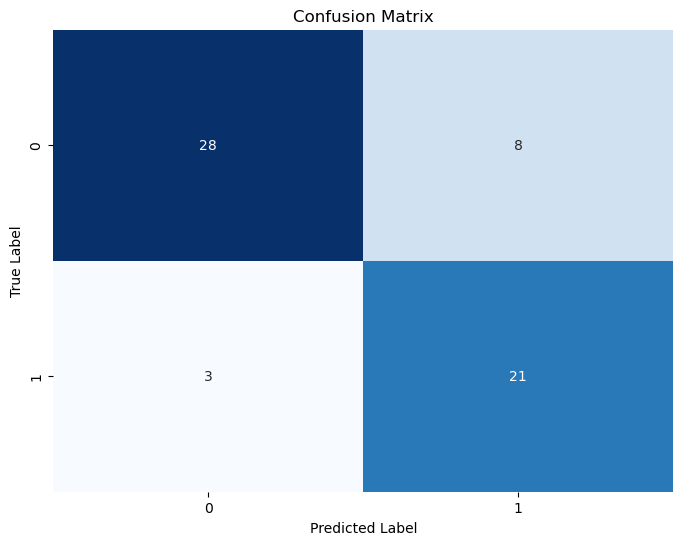 Confusion Matrix
True Label
0
28
8
1
3
21
0
1
Predicted Label